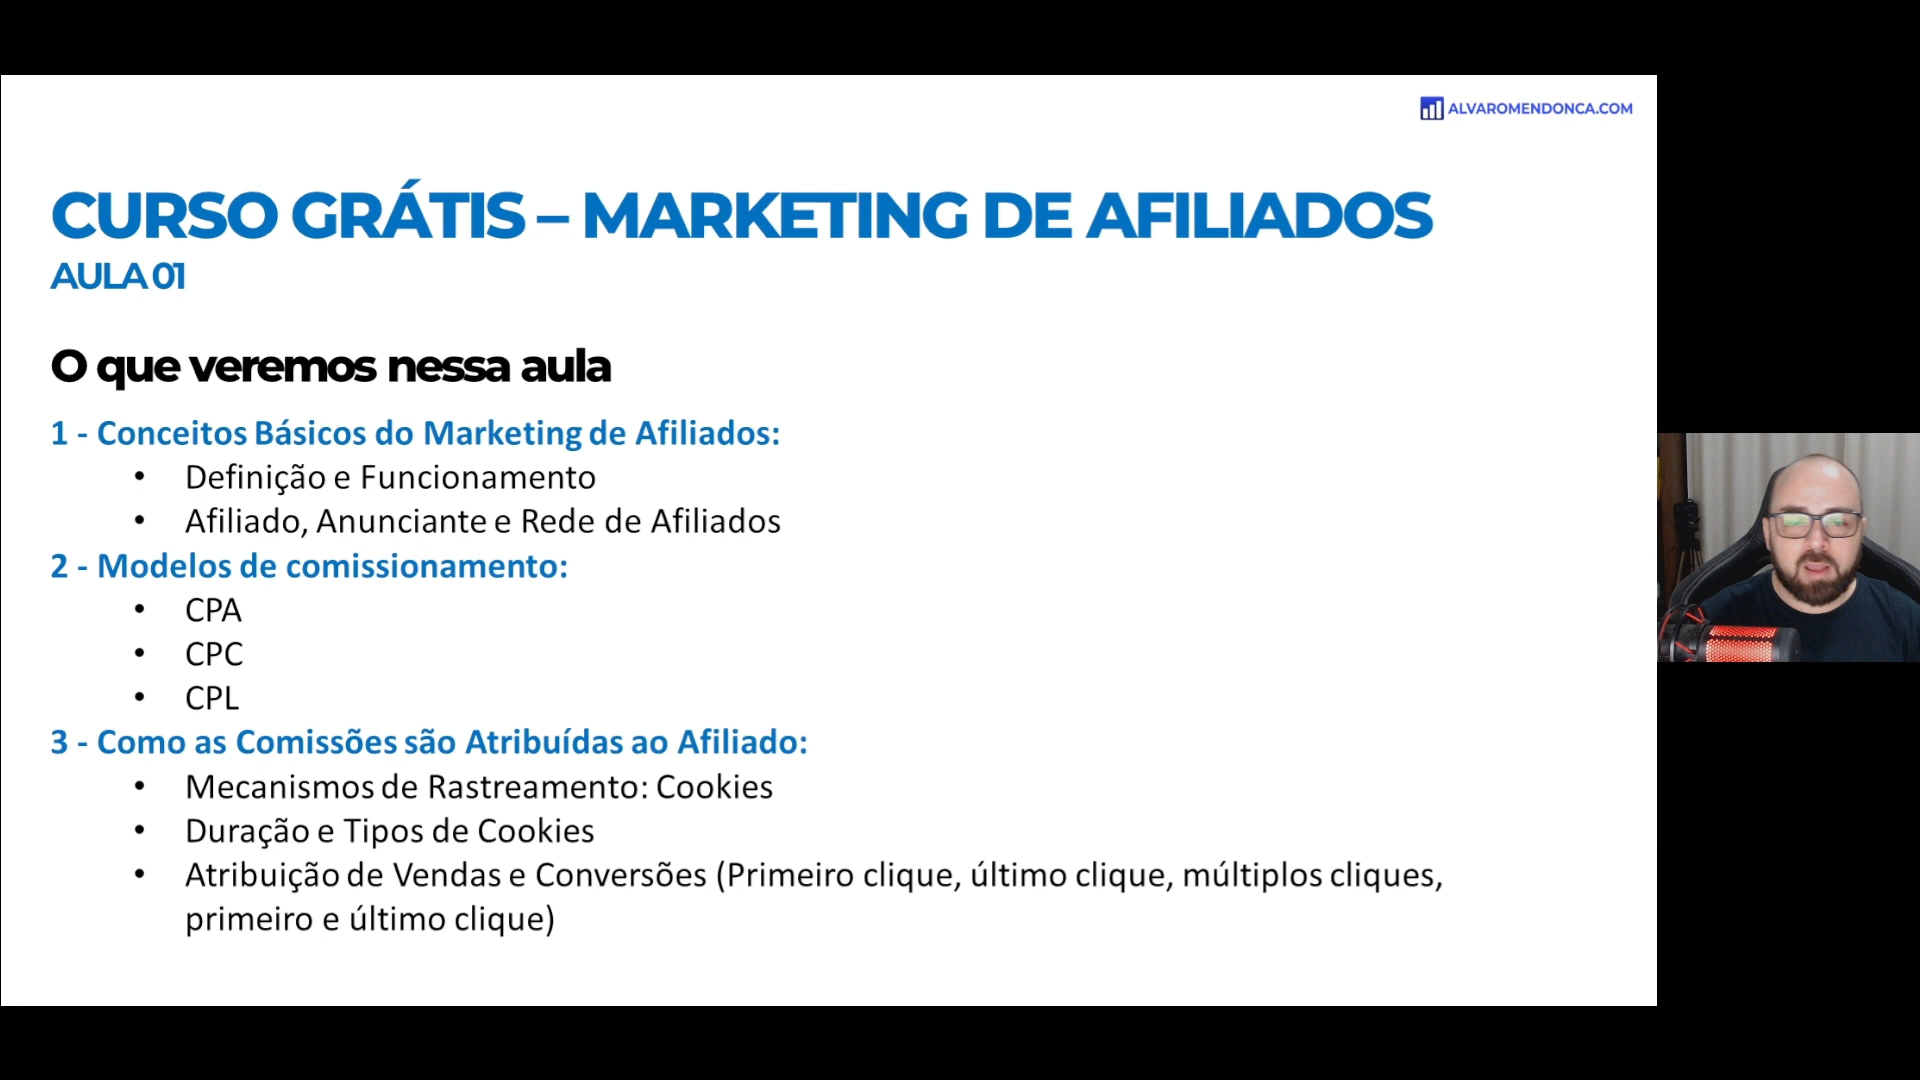 ALVAROMENDONCA.COM
CURSO GRÁTIS – MARKETING DE AFILIADOS
AULA 01
O que veremos nessa aula
1 - Conceitos Básicos do Marketing de Afiliados:
• Definição e Funcionamento
• Afiliado, Anunciante e Rede de Afiliados
2 - Modelos de comissionamento:
• CPA
• CPC
• CPL
3 - Como as Comissões são Atribuídas ao Afiliado:
• Mecanismos de Rastreamento: Cookies
• Duração e Tipos de Cookies
• Atribuição de Vendas e Conversões (Primeiro clique, último clique, múltiplos cliques,
primeiro e último clique)